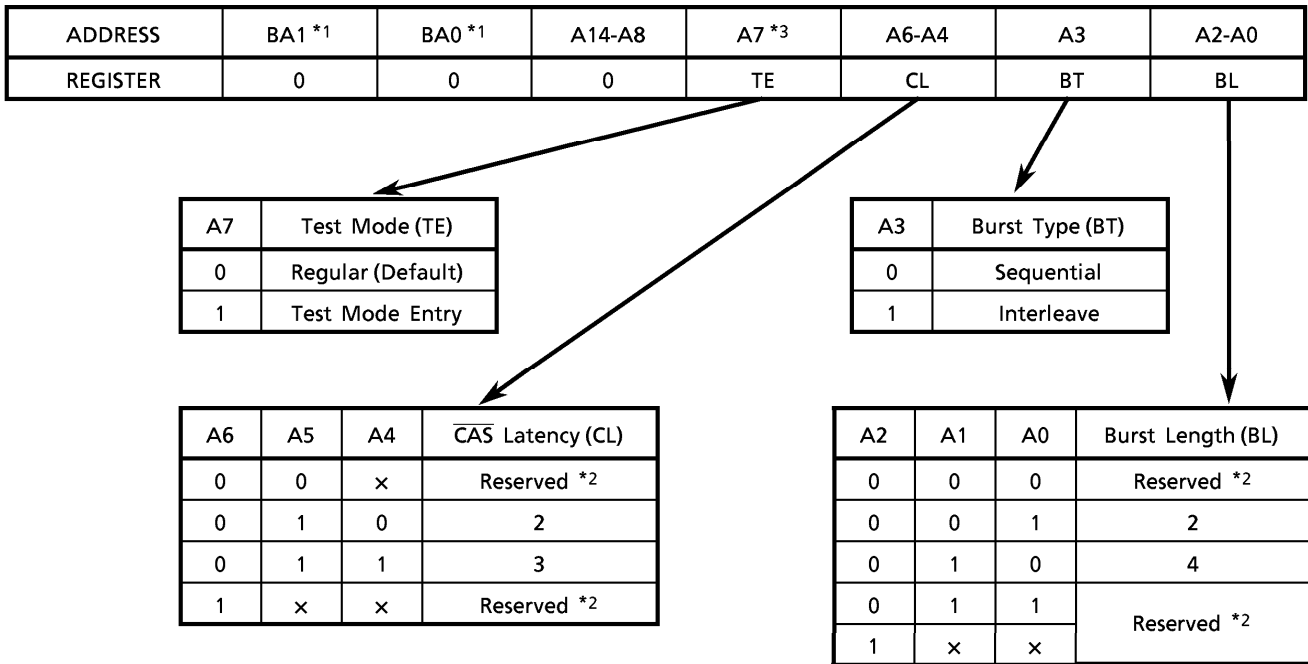 ADDRESS BA1 *1 BA0 *1 A14-A8 A7 *3 A6-A4 A3 A2-A0
REGISTER 0 0 0 TE CL BT BL
A7 Test Mode (TE)
0 Regular (Default)
1 Test Mode Entry
A3 Burst Type (BT)
0 Sequential
1 Interleave
A6 A5 A4 C̅A̅S̅ Latency (CL)
0 0 × Reserved *2
0 1 0 2
0 1 1 3
1 × × Reserved *2
A2 A1 A0 Burst Length (BL)
0 0 0 Reserved *2
0 0 1 2
0 1 0 4
0 1 1 Reserved *2
1 × ×